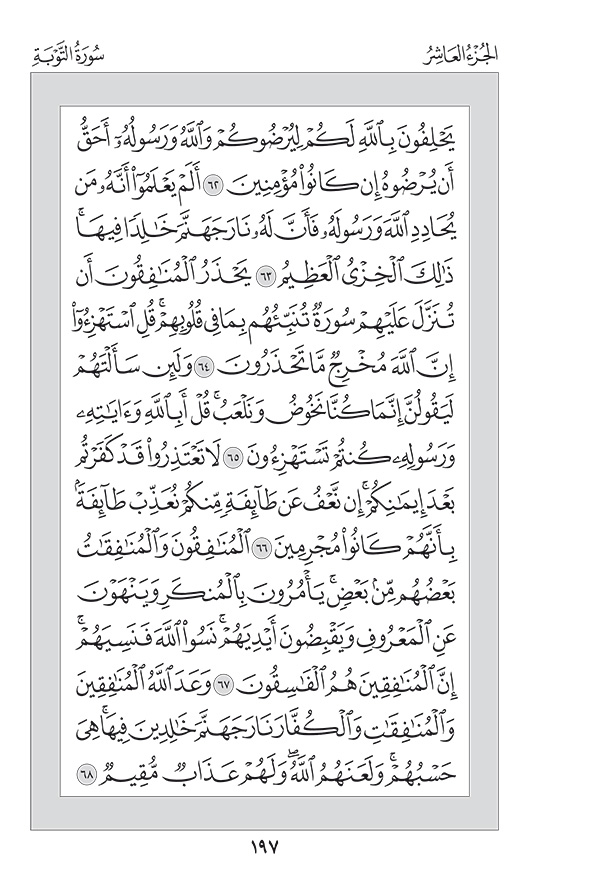 الجُزْءُ العَاشِرُ
سُورَةُ التَّوْبَةِ
يَحْلِفُونَ بِٱللَّهِ لَكُمْ لِيُرْضُوكُمْ وَٱللَّهُ وَرَسُولُهُۥٓ أَحَقُّ
أَن يُرْضُوهُ إِن كَانُوا۟ مُؤْمِنِينَ ٦٢ أَلَمْ يَعْلَمُوٓا۟ أَنَّهُۥ مَن
يُحَادِدِ ٱللَّهَ وَرَسُولَهُۥ فَأَنَّ لَهُۥ نَارَ جَهَنَّمَ خَـٰلِدًا فِيهَا ۚ
ذَٰلِكَ ٱلْخِزْىُ ٱلْعَظِيمُ ٦٣ يَحْذَرُ ٱلْمُنَـٰفِقُونَ أَن
تُنَزَّلَ عَلَيْهِمْ سُورَةٌ تُنَبِّئُهُم بِمَا فِى قُلُوبِهِمْ ۚ قُلِ ٱسْتَهْزِءُوٓا۟
إِنَّ ٱللَّهَ مُخْرِجٌ مَّا تَحْذَرُونَ ٦٤ وَلَئِن سَأَلْتَهُمْ
لَيَقُولُنَّ إِنَّمَا كُنَّا نَخُوضُ وَنَلْعَبُ ۚ قُلْ أَبِٱللَّهِ وَءَايَـٰتِهِۦ
وَرَسُولِهِۦ كُنتُمْ تَسْتَهْزِءُونَ ٦٥ لَا تَعْتَذِرُوا۟ قَدْ كَفَرْتُم
بَعْدَ إِيمَـٰنِكُمْ ۚ إِن نَّعْفُ عَن طَآئِفَةٍ مِّنكُمْ نُعَذِّبْ طَآئِفَةًۢ
بِأَنَّهُمْ كَانُوا۟ مُجْرِمِينَ ٦٦ ٱلْمُنَـٰفِقُونَ وَٱلْمُنَـٰفِقَـٰتُ
بَعْضُهُم مِّنۢ بَعْضٍ ۚ يَأْمُرُونَ بِٱلْمُنكَرِ وَيَنْهَوْنَ
عَنِ ٱلْمَعْرُوفِ وَيَقْبِضُونَ أَيْدِيَهُمْ ۚ نَسُوا۟ ٱللَّهَ فَنَسِيَهُمْ ۗ
إِنَّ ٱلْمُنَـٰفِقِينَ هُمُ ٱلْفَـٰسِقُونَ ٦٧ وَعَدَ ٱللَّهُ ٱلْمُنَـٰفِقِينَ
وَٱلْمُنَـٰفِقَـٰتِ وَٱلْكُفَّارَ نَارَ جَهَنَّمَ خَـٰلِدِينَ فِيهَا ۚ هِىَ
حَسْبُهُمْ ۚ وَلَعَنَهُمُ ٱللَّهُ ۖ وَلَهُمْ عَذَابٌ مُّقِيمٌ ٦٨
١٩٧